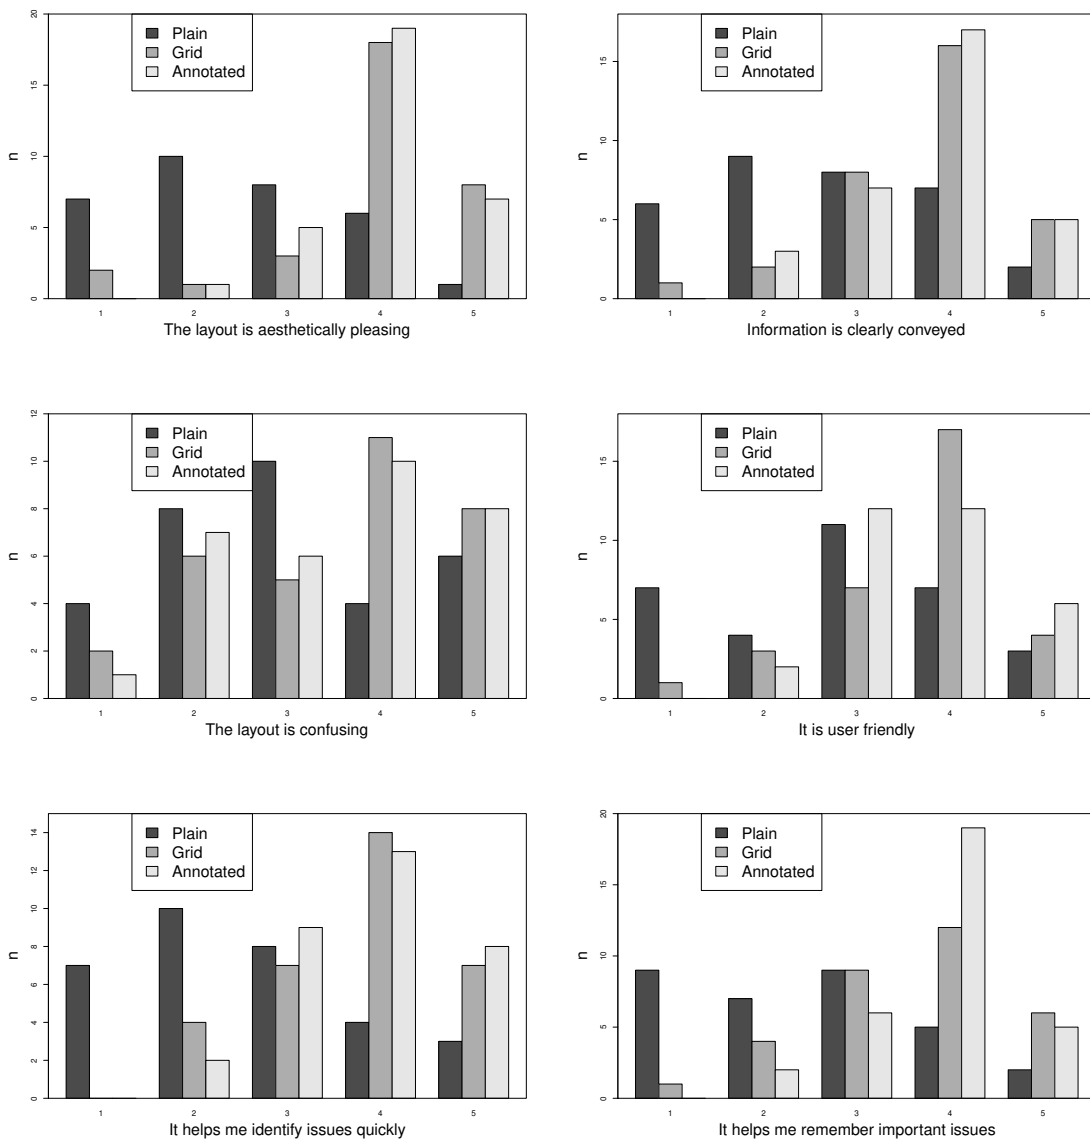 Plain
Grid
Annotated
n
0 5 10 15 20
1 2 3 4 5
The layout is aesthetically pleasing
Plain
Grid
Annotated
n
0 5 10 15
1 2 3 4 5
Information is clearly conveyed
Plain
Grid
Annotated
n
0 2 4 6 8 10 12
1 2 3 4 5
The layout is confusing
Plain
Grid
Annotated
n
0 5 10 15
1 2 3 4 5
It is user friendly
Plain
Grid
Annotated
n
0 2 4 6 8 10 12 14
1 2 3 4 5
It helps me identify issues quickly
Plain
Grid
Annotated
n
0 5 10 15 20
1 2 3 4 5
It helps me remember important issues